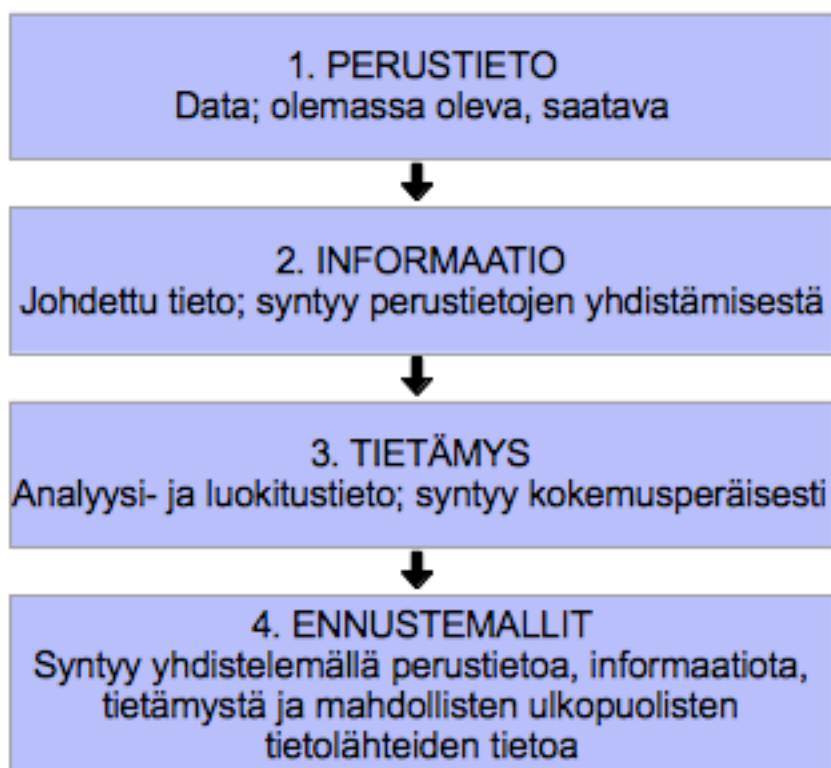 1. PERUSTIETO
Data; olemassa oleva, saatava
2. INFORMAATIO
Johdettu tieto; syntyy perustietojen yhdistämisestä
3. TIETÄMYS
Analyysi- ja luokitustieto; syntyy kokemusperäisesti
4. ENNUSTEMALLIT
Syntyy yhdistelemällä perustietoa, informaatiota,
tietämystä ja mahdollisten ulkopuolisten
tietolähteiden tietoa